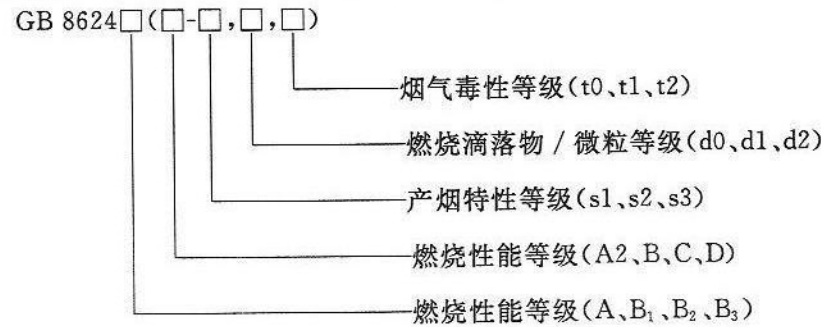 GB 8624□(□-□,□,□)
烟气毒性等级(t0、t1、t2)
燃烧滴落物/微粒等级(d0、d1、d2)
产烟特性等级(s1、s2、s3)
燃烧性能等级(A2、B、C、D)
燃烧性能等级(A、B₁、B₂、B₃)